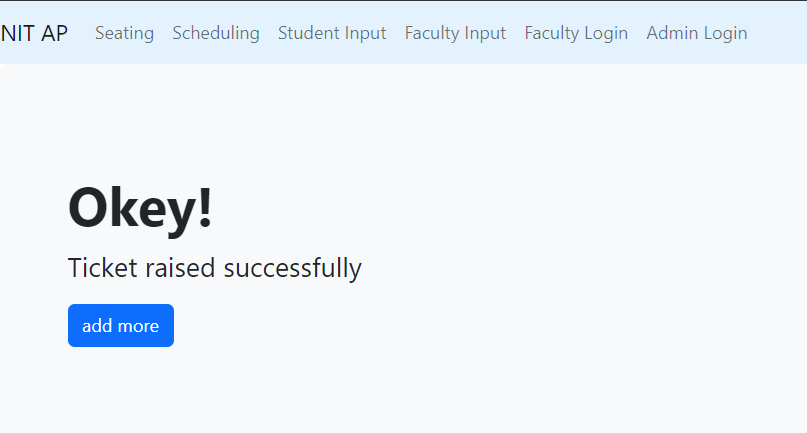 NIT AP Seating Scheduling Student Input Faculty Input Faculty Login Admin Login
Okey!
Ticket raised successfully
add more